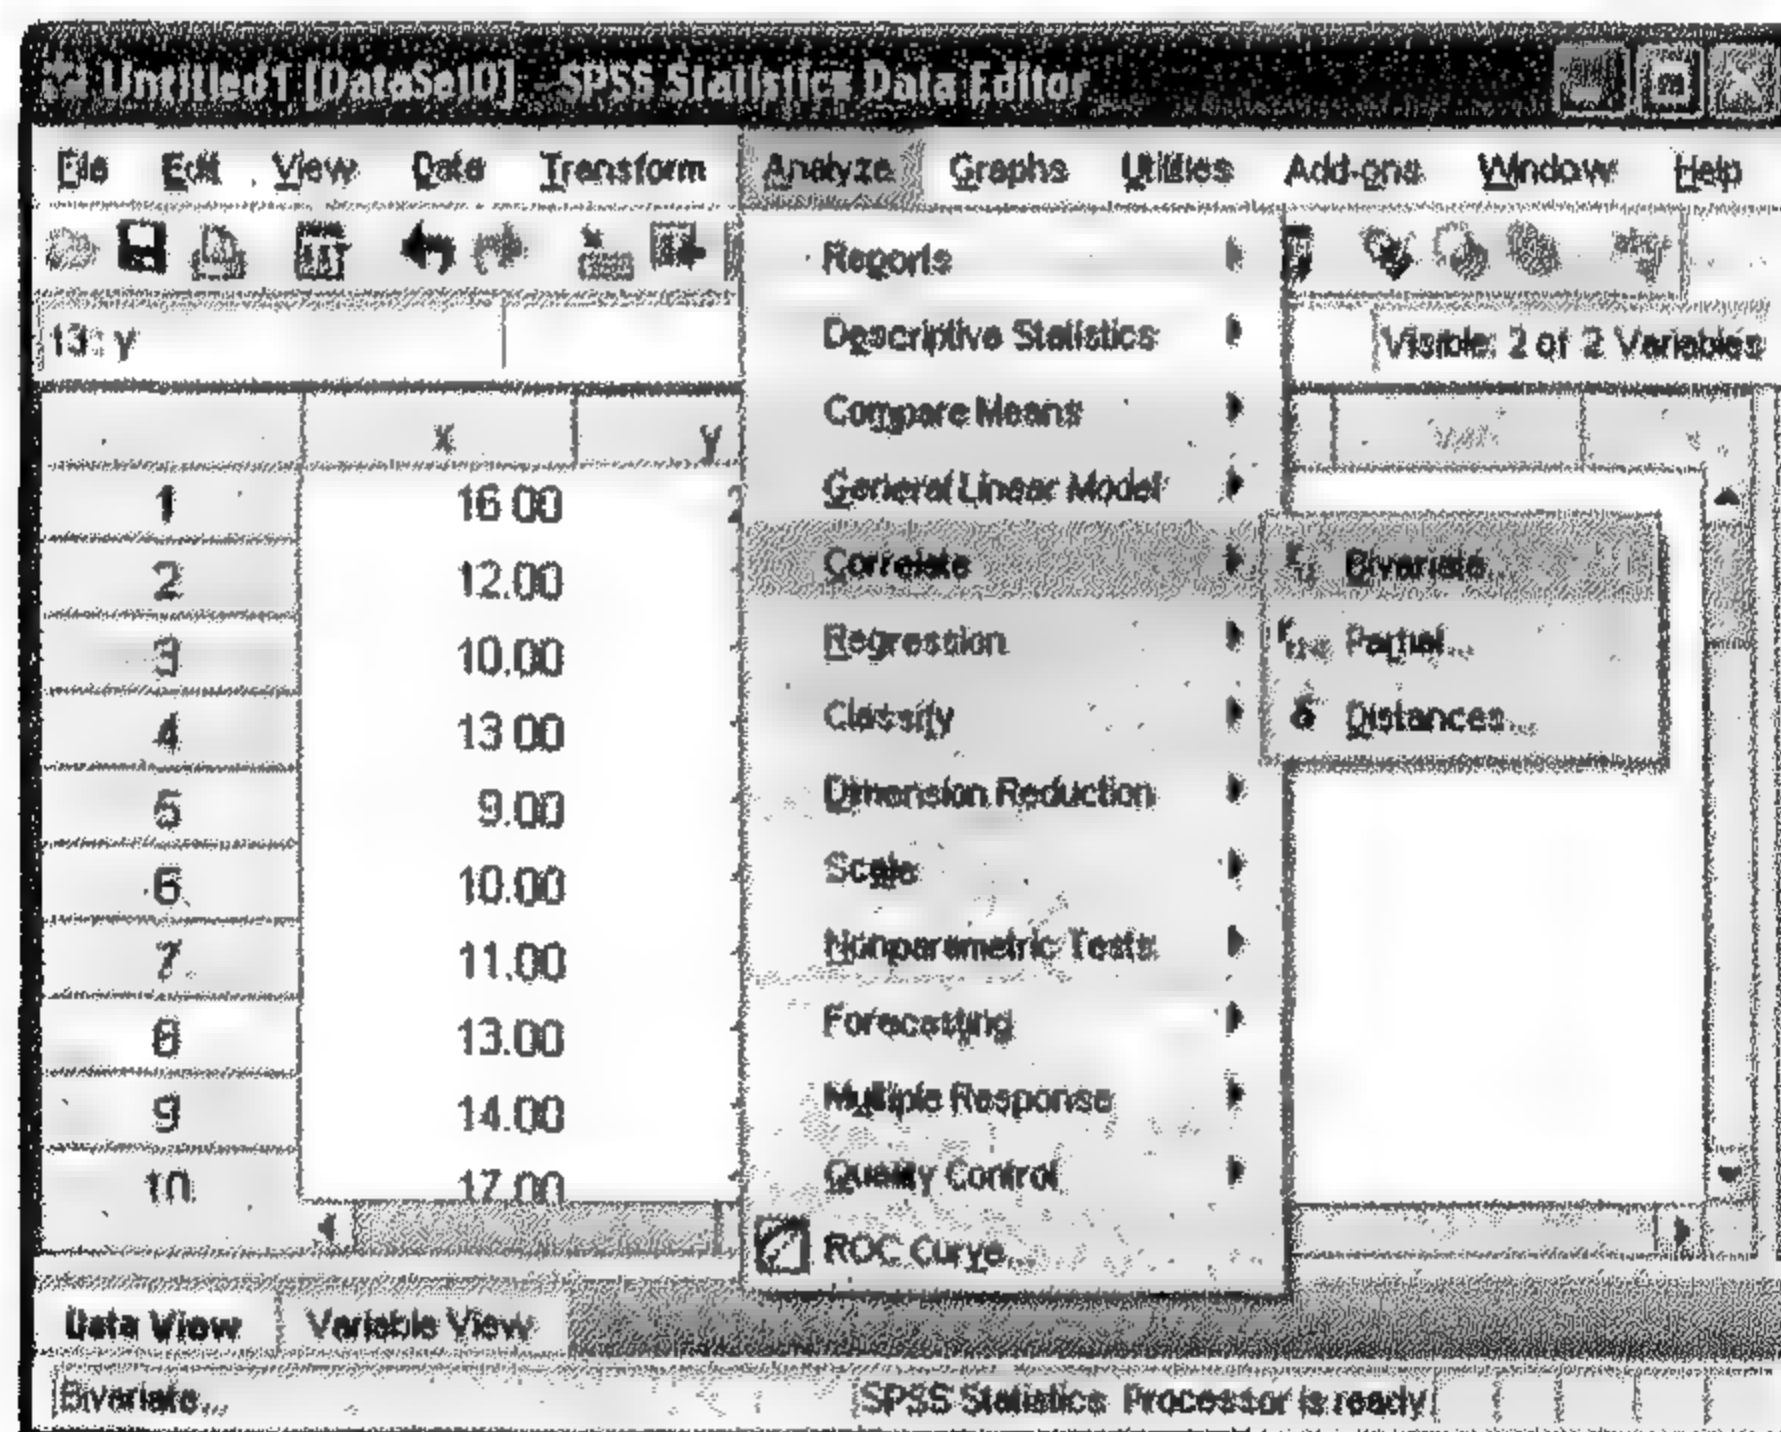 Untitled1 [DataSet0] - SPSS Statistics Data Editor
File Edit View Data Transform Analyze Graphs Utilities Add-ons Window Help
13: y
Visible: 2 of 2 Variables
x y
1 16.00
2 12.00
3 10.00
4 13.00
5 9.00
6 10.00
7 11.00
8 13.00
9 14.00
10 17.00
Reports
Descriptive Statistics
Compare Means
General Linear Model
Correlate
Regression
Classify
Dimension Reduction
Scale
Nonparametric Tests
Forecasting
Multiple Response
Quality Control
ROC Curve...
Bivariate...
Partial...
Distances...
Data View Variable View
Bivariate...
SPSS Statistics Processor is ready